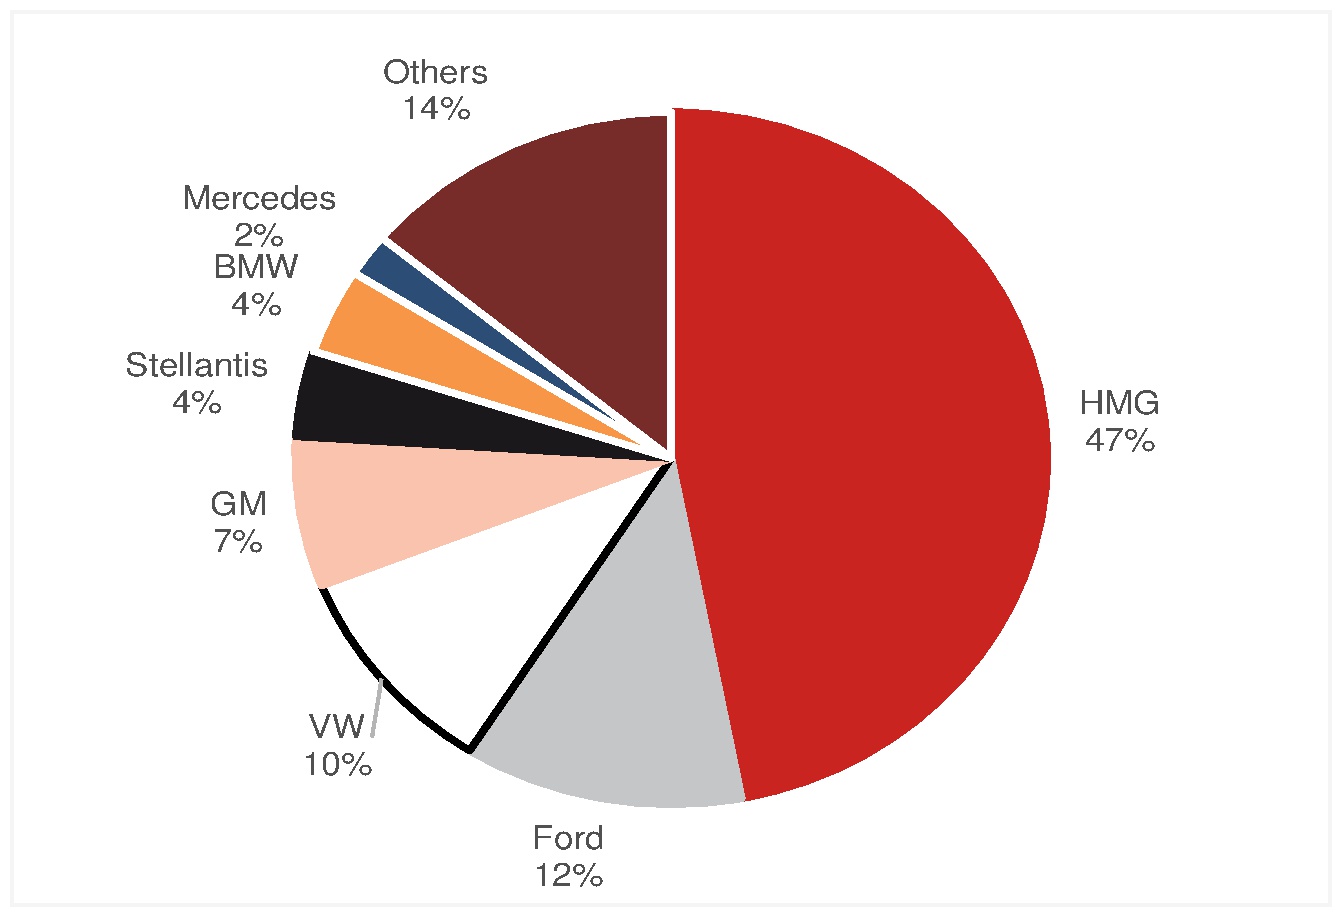 Others
14%
Mercedes
2%
BMW
4%
Stellantis
4%
HMG
47%
GM
7%
VW
10%
Ford
12%